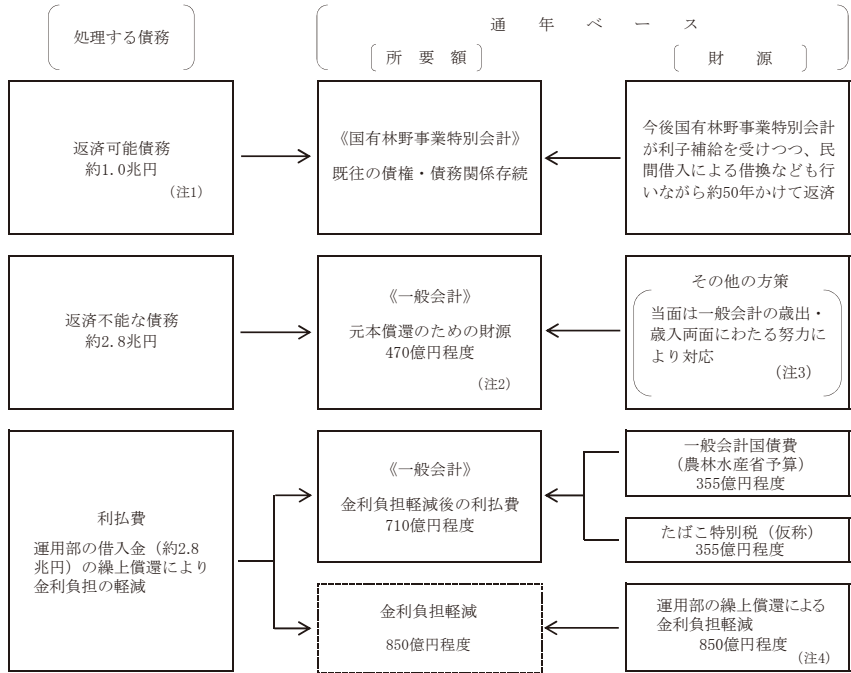 処理する債務
通年ベース
所要額
財源
返済可能債務
約1.0兆円
（注1）
《国有林野事業特別会計》
既往の債権・債務関係存続
今後国有林野事業特別会計
が利子補給を受けつつ、民
間借入による借換なども行
いながら約50年かけて返済
返済不能な債務
約2.8兆円
《一般会計》
元本償還のための財源
470億円程度
（注2）
その他の方策
当面は一般会計の歳出・
歳入両面にわたる努力に
より対応
（注3）
利払費
運用部の借入金（約2.8
兆円）の繰上償還により
金利負担の軽減
《一般会計》
金利負担軽減後の利払費
710億円程度
一般会計国債費
（農林水産省予算）
355億円程度
たばこ特別税（仮称）
355億円程度
金利負担軽減
850億円程度
運用部の繰上償還による
金利負担軽減
850億円程度
（注4）